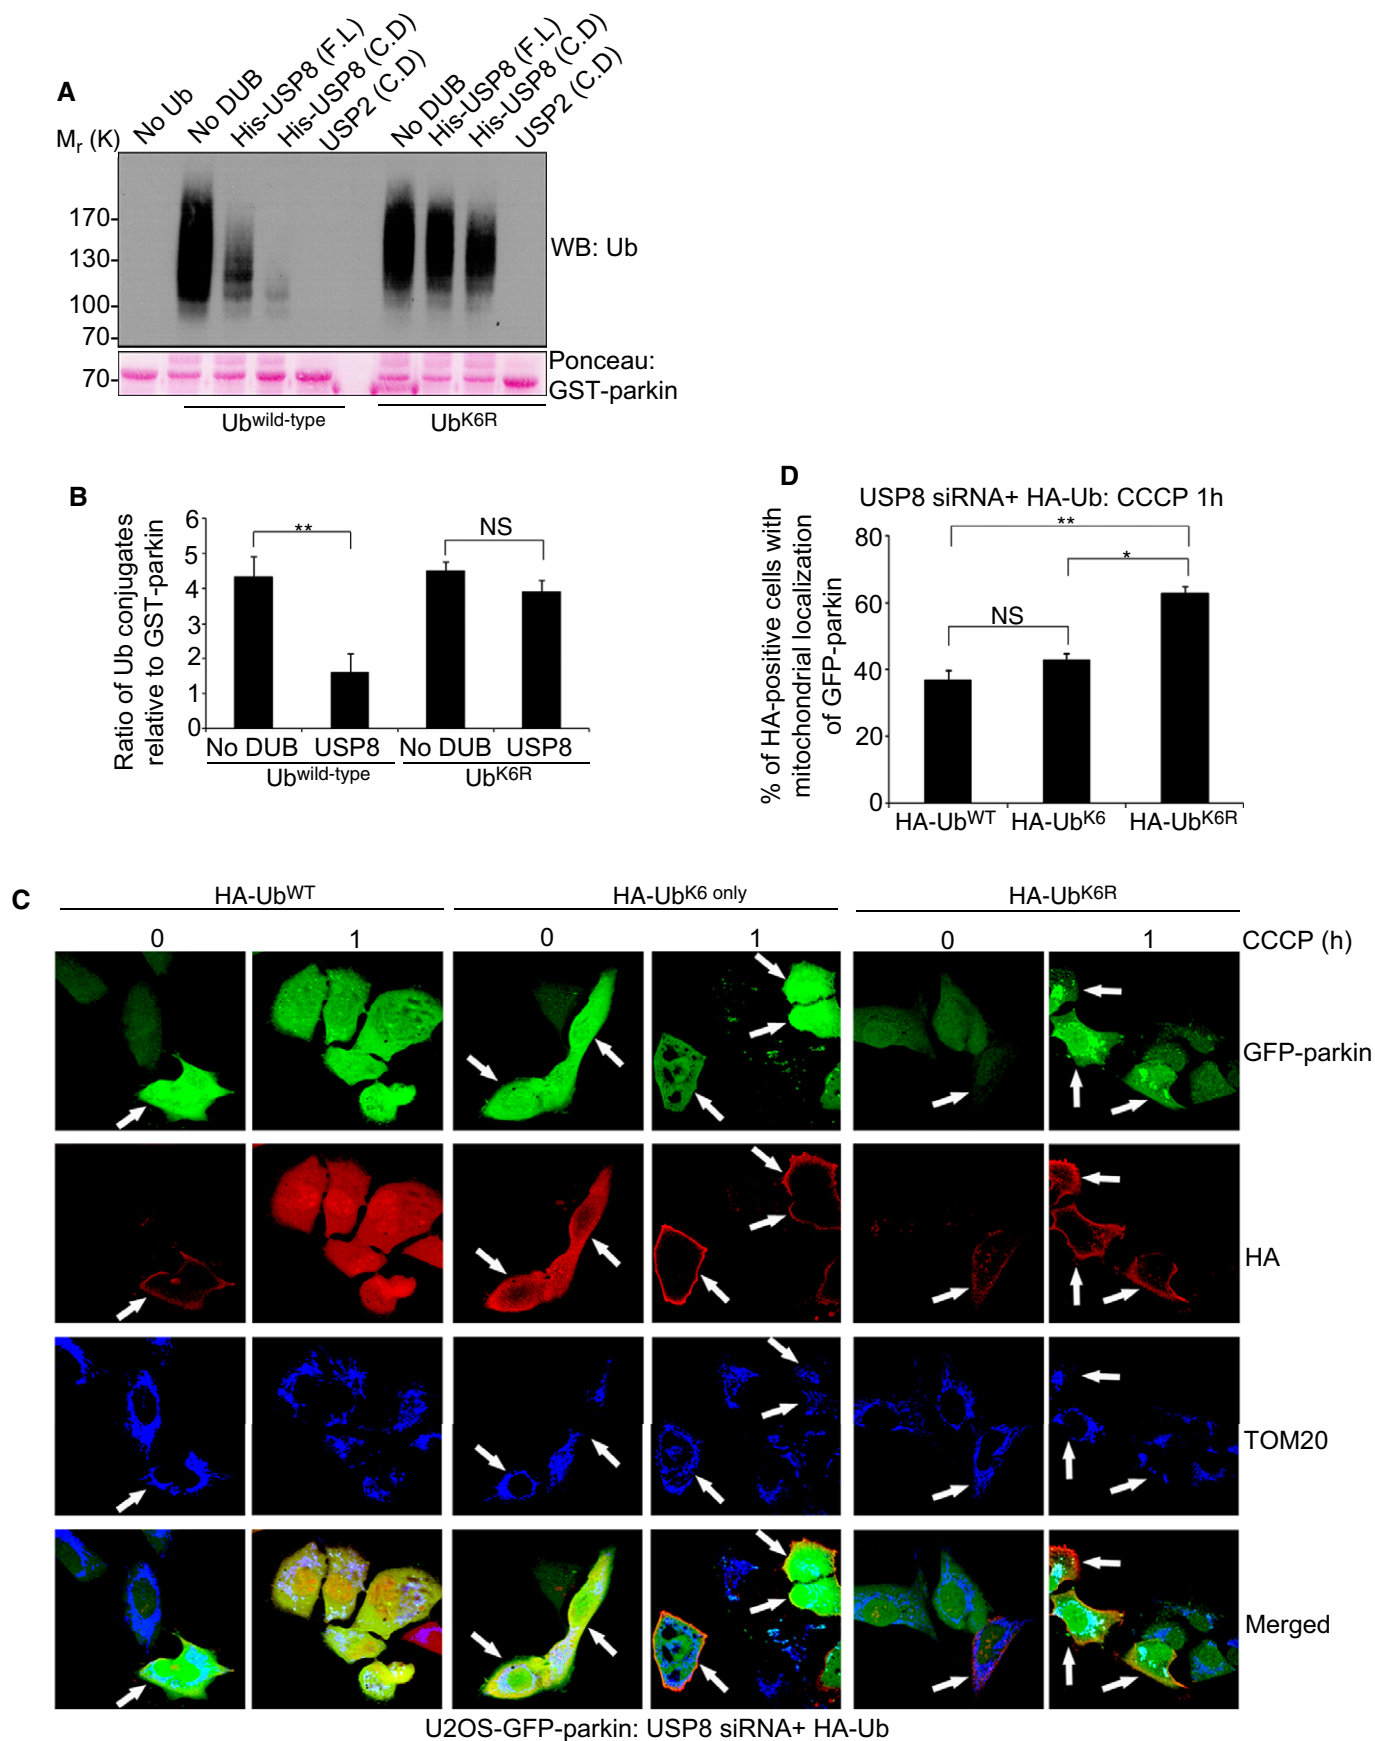 A
No Ub
No DUB
His-USP8 (F.L)
His-USP8 (C.D)
USP2 (C.D)
No DUB
His-USP8 (F.L)
His-USP8 (C.D)
USP2 (C.D)
Mr (K)
170
130
100
70
WB: Ub
70
Ponceau:
GST-parkin
Ubwild-type
UbK6R
B
Ratio of Ub conjugates
relative to GST-parkin
6
5
4
3
2
1
0
**
NS
No DUB USP8 No DUB USP8
Ubwild-type
UbK6R
D
USP8 siRNA+ HA-Ub: CCCP 1h
% of HA-positive cells with
mitochondrial localization
of GFP-parkin
80
60
40
20
0
**
*
NS
HA-UbWT HA-UbK6 HA-UbK6R
C
HA-UbWT
HA-UbK6 only
HA-UbK6R
0 1 0 1 0 1 CCCP (h)
GFP-parkin
HA
TOM20
Merged
U2OS-GFP-parkin: USP8 siRNA+ HA-Ub